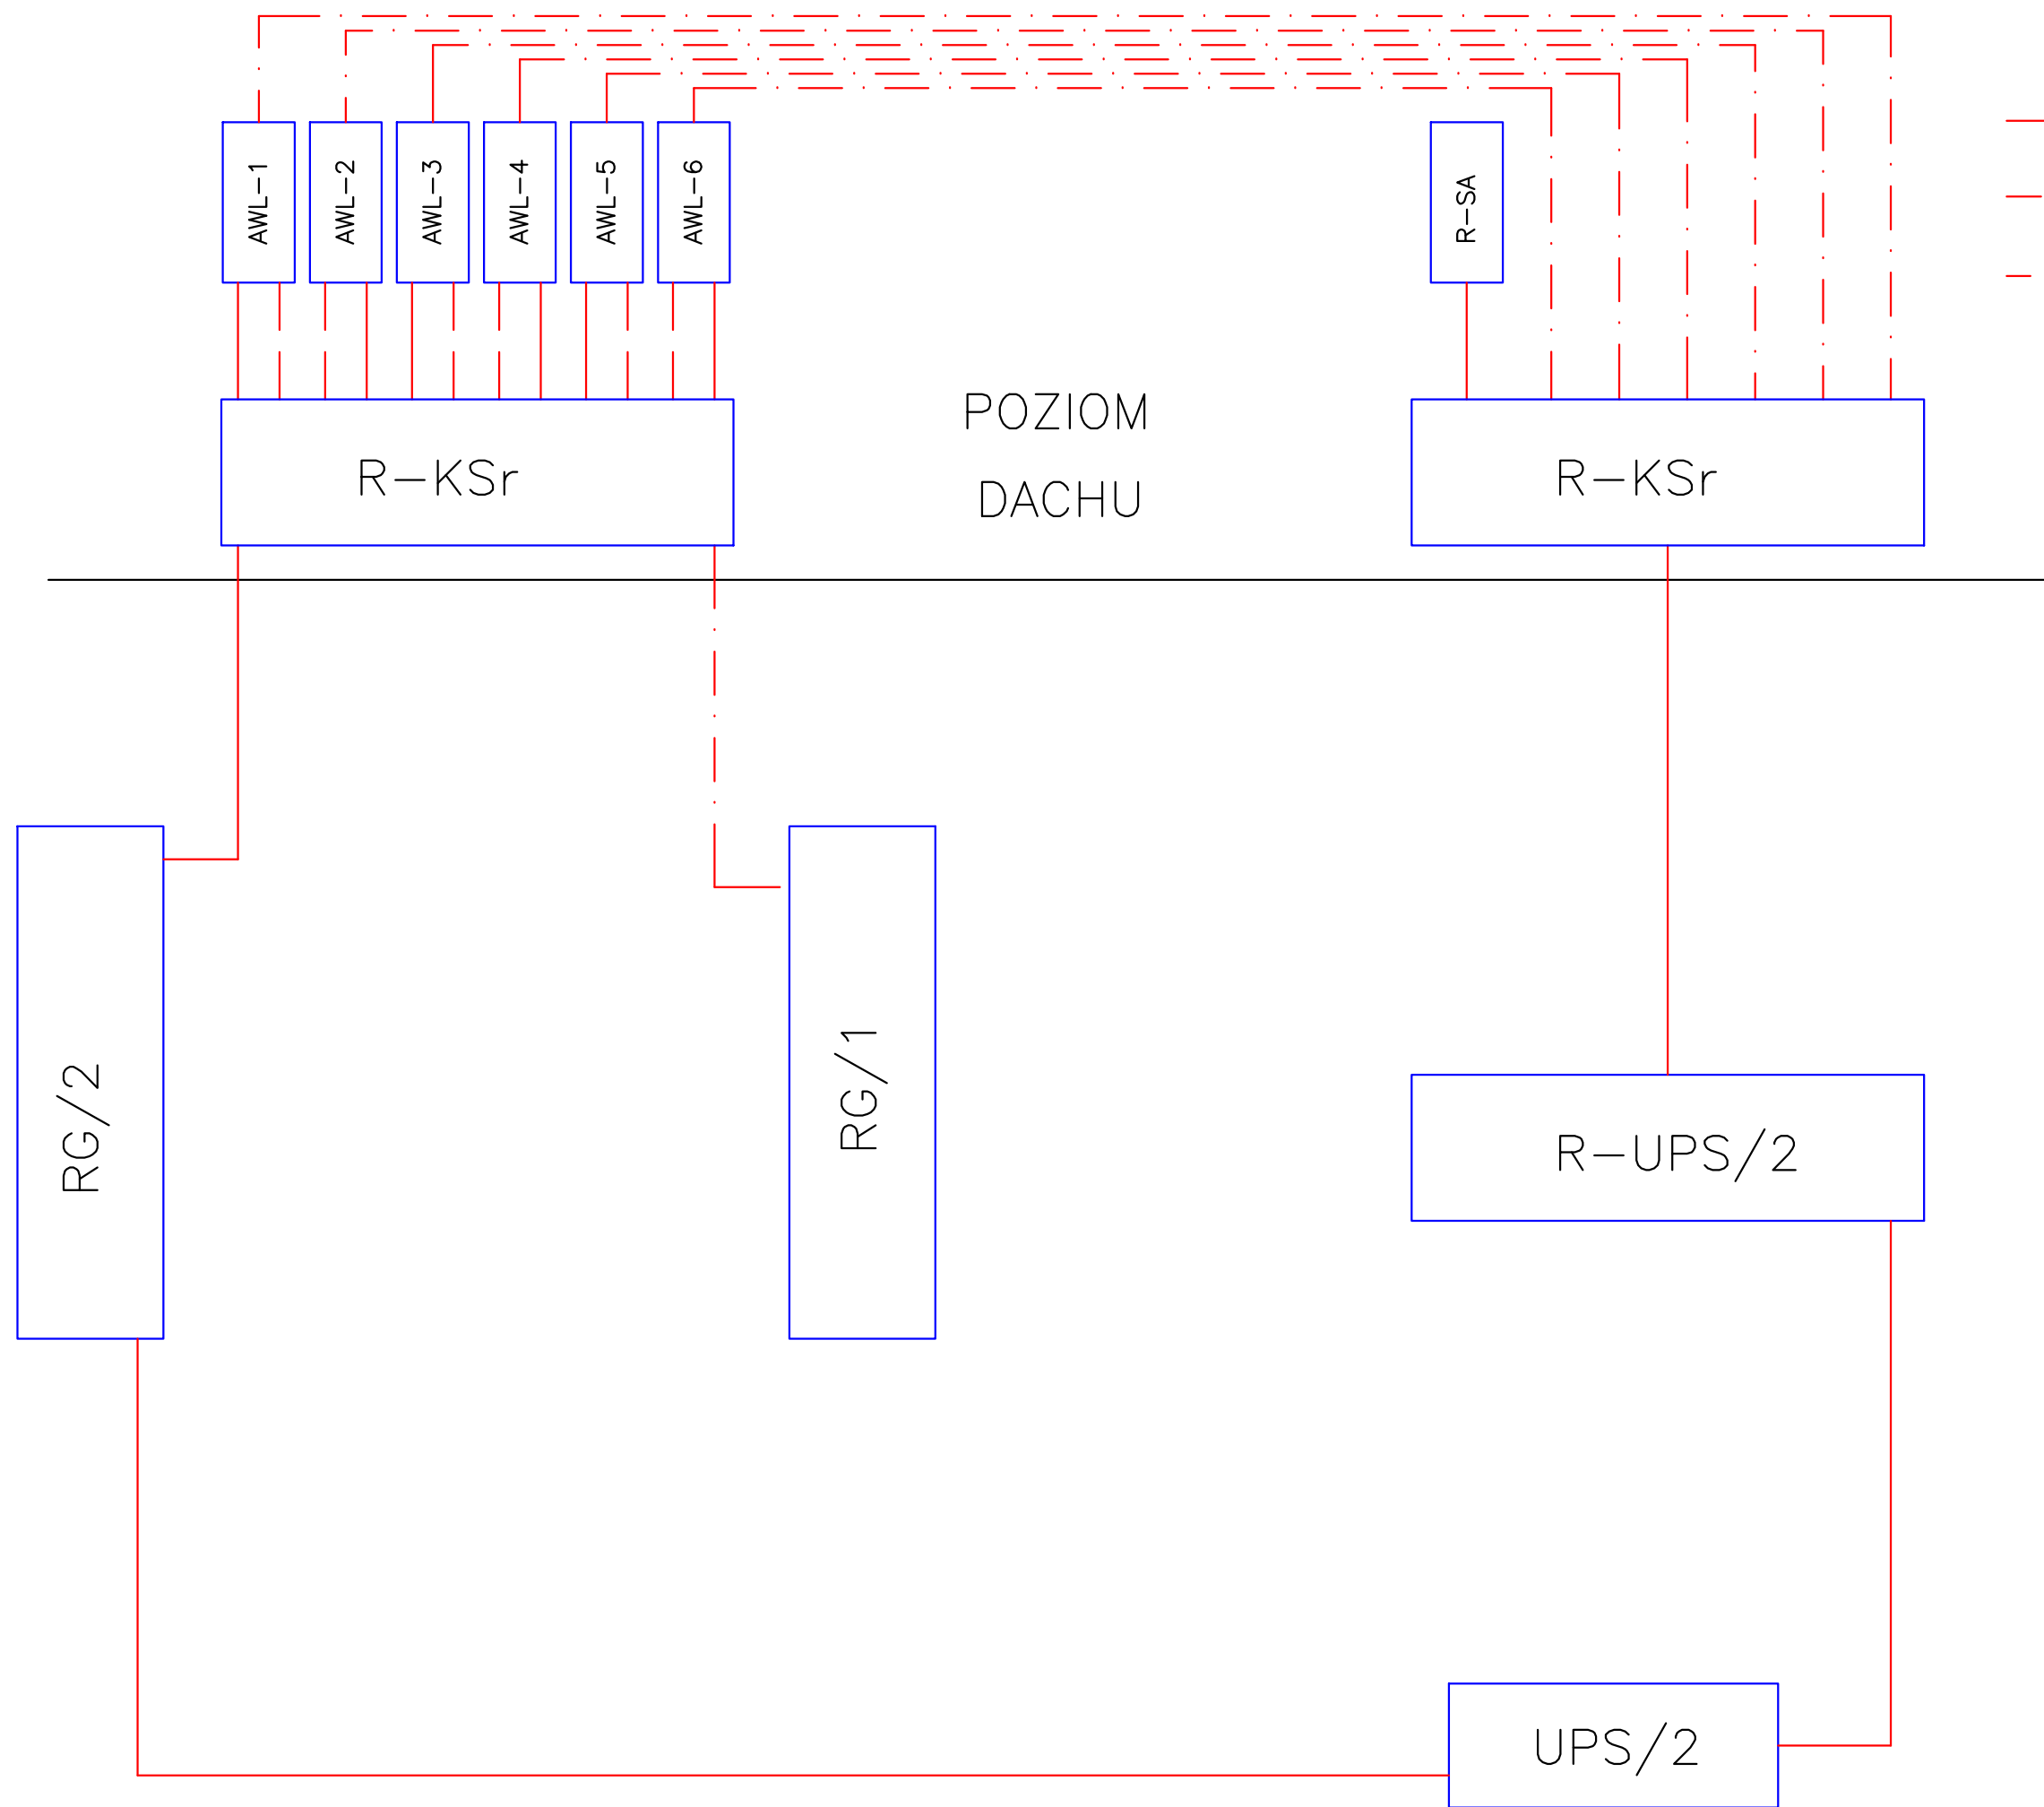 AWL-1
AWL-2
AWL-3
AWL-4
AWL-5
AWL-6
R-SA
POZIOM
DACHU
R-KSr
R-KSr
RG/2
RG/1
R-UPS/2
UPS/2